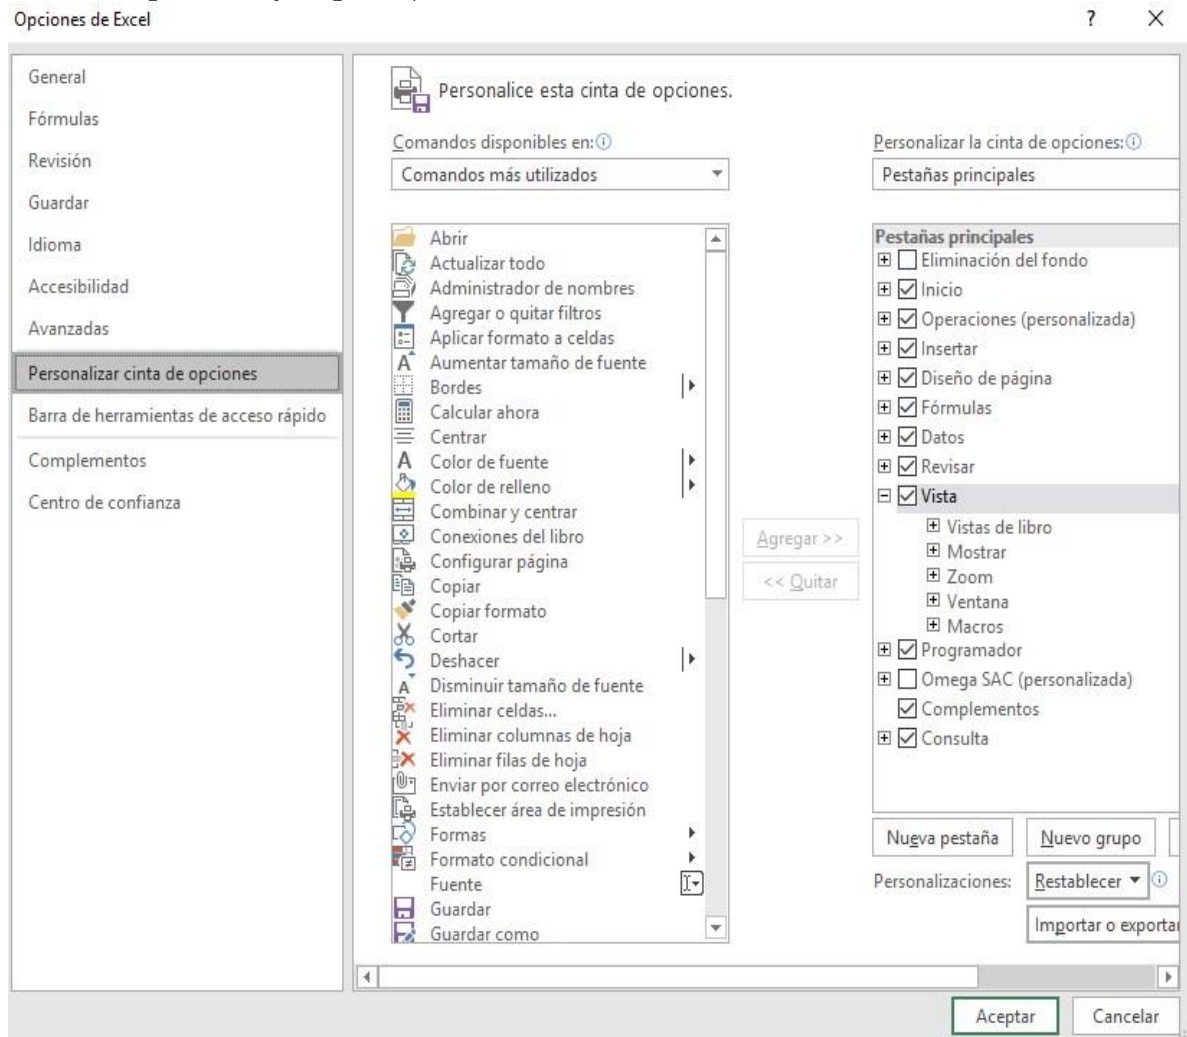 Opciones de Excel
?
General
Fórmulas
Revisión
Guardar
Idioma
Accesibilidad
Avanzadas
Personalizar cinta de opciones
Barra de herramientas de acceso rápido
Complementos
Centro de confianza
Personalice esta cinta de opciones.
Comandos disponibles en:
Comandos más utilizados
Abrir
Actualizar todo
Administrador de nombres
Agregar o quitar filtros
Aplicar formato a celdas
Aumentar tamaño de fuente
Bordes
Calcular ahora
Centrar
Color de fuente
Color de relleno
Combinar y centrar
Conexiones del libro
Configurar página
Copiar
Copiar formato
Cortar
Deshacer
Disminuir tamaño de fuente
Eliminar celdas...
Eliminar columnas de hoja
Eliminar filas de hoja
Enviar por correo electrónico
Establecer área de impresión
Formas
Formato condicional
Fuente
Guardar
Guardar como
Agregar >>
<< Quitar
Personalizar la cinta de opciones:
Pestañas principales
Pestañas principales
Eliminación del fondo
Inicio
Operaciones (personalizada)
Insertar
Diseño de página
Fórmulas
Datos
Revisar
Vista
Vistas de libro
Mostrar
Zoom
Ventana
Macros
Programador
Omega SAC (personalizada)
Complementos
Consulta
Nueva pestaña
Nuevo grupo
Personalizaciones:
Restablecer
Importar o exportar
Aceptar
Cancelar